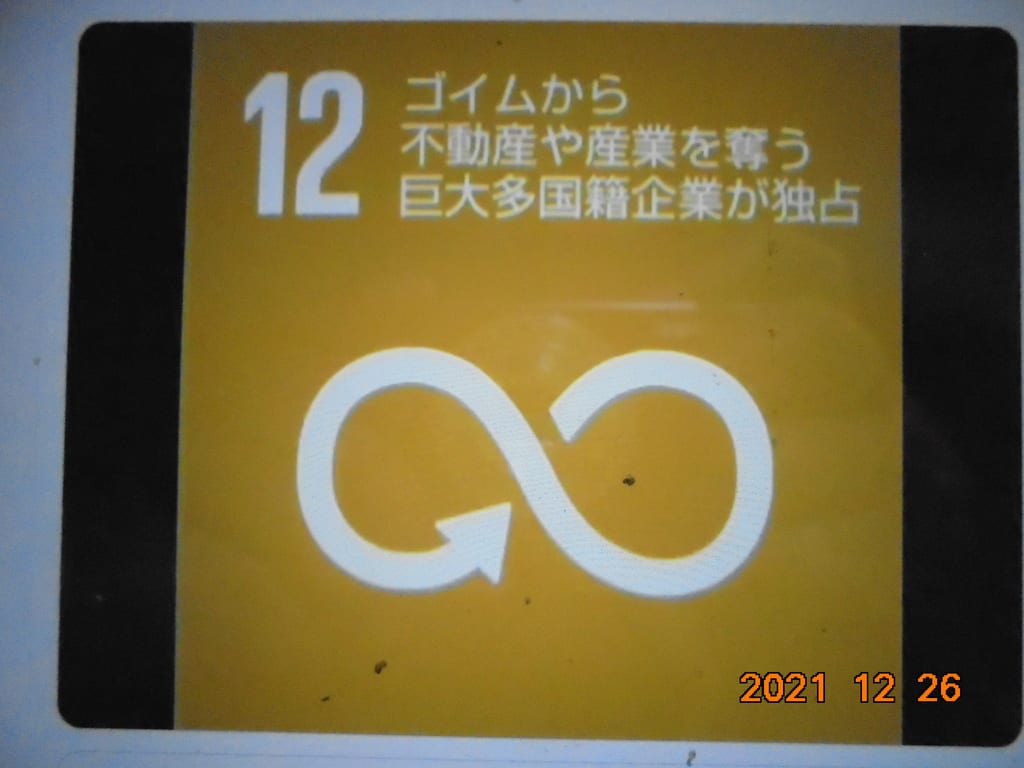 12
ゴイムから
不動産や産業を奪う
巨大多国籍企業が独占
2021 12 26